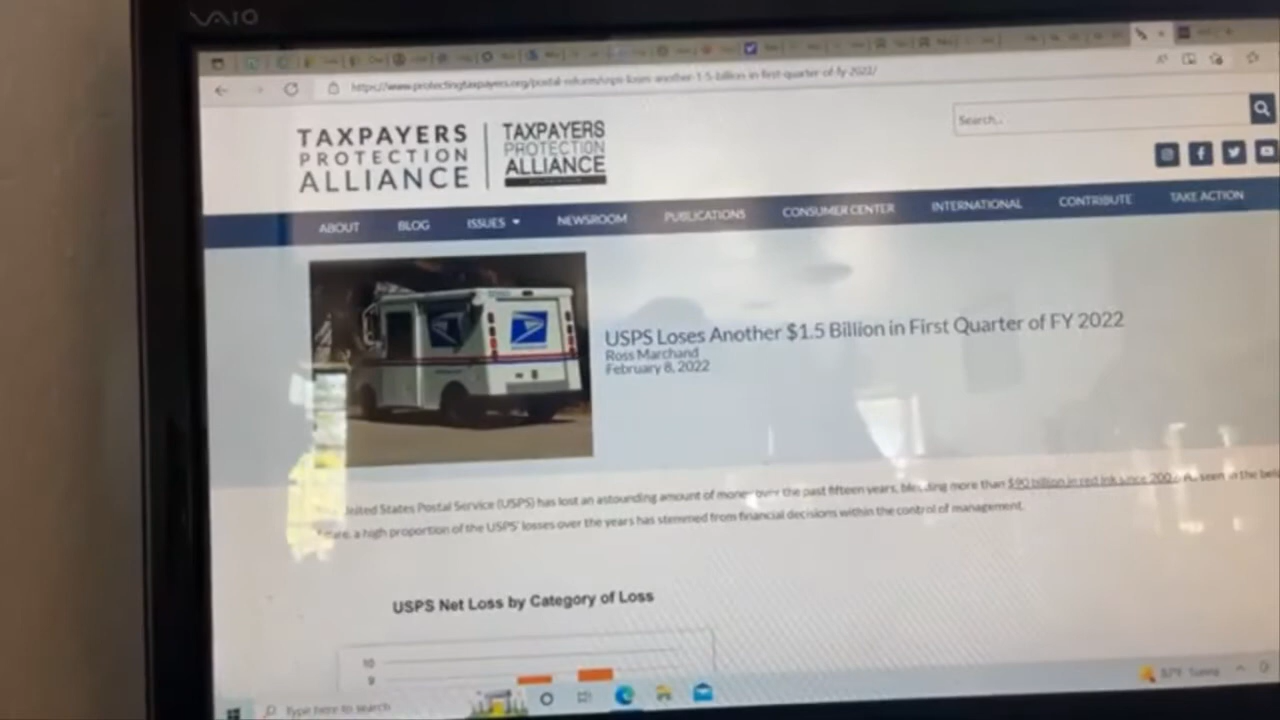 VAIO
https://www.protectingtaxpayers.org/postal-reform/usps-loses-another-1-5-billion-in-first-quarter-of-fy-2022/
TAXPAYERS
PROTECTION
ALLIANCE
TAXPAYERS
PROTECTION
ALLIANCE
Search...
ABOUT BLOG ISSUES NEWSROOM PUBLICATIONS CONSUMER CENTER INTERNATIONAL CONTRIBUTE TAKE ACTION
USPS Loses Another $1.5 Billion in First Quarter of FY 2022
Ross Marchand
February 8, 2022
United States Postal Service (USPS) has lost an astounding amount of money over the past fifteen years, bleeding more than $90 billion in red ink since seen in the
a high proportion of the USPS' losses over the years has stemmed from financial decisions within the control of management.
USPS Net Loss by Category of Loss
10
9
Type here to search
Sunny